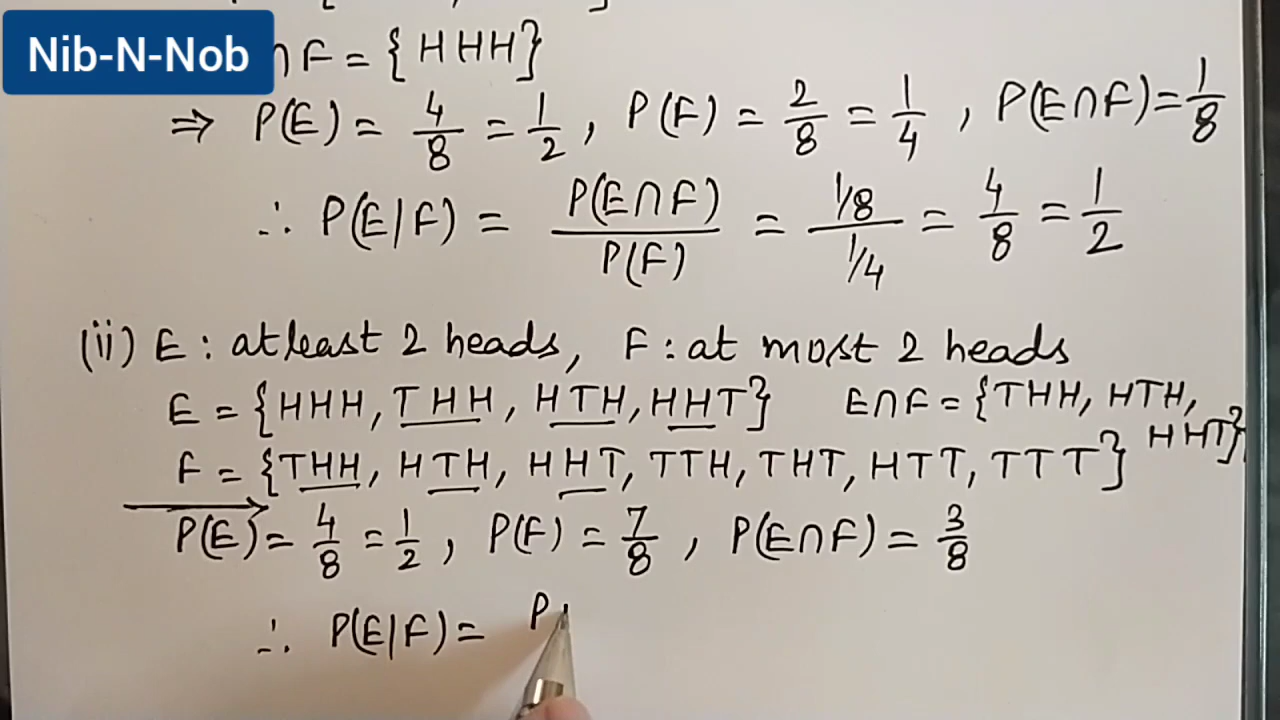 Nib-N-Nob
∩ F = { HHH}
⇒ P(E) = 4/8 = 1/2 , P(F) = 2/8 = 1/4 , P(E∩F) = 1/8
∴ P(E|F) = P(E∩F)/P(F) = 1/8/1/4 = 4/8 = 1/2
(ii) E : atleast 2 heads, F : at most 2 heads
E = {HHH, THH, HTH, HHT} E∩F = {THH, HTH,
HHT}
F = {THH, HTH, HHT, TTH, THT, HTT, TTT}
P(E) = 4/8 = 1/2 , P(F) = 7/8 , P(E∩F) = 3/8
∴ P(E|F) = P